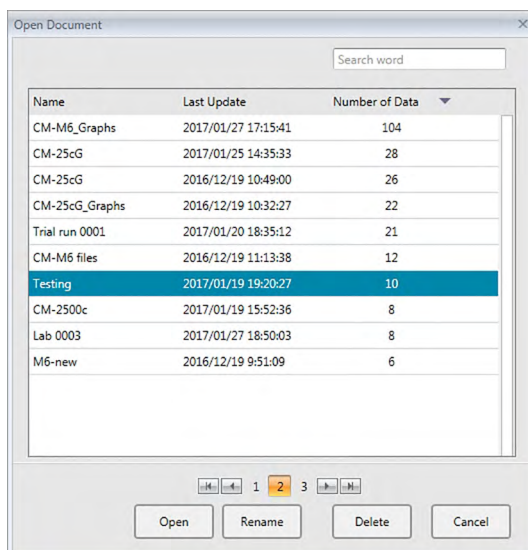 Open Document
Search word
Name Last Update Number of Data
CM-M6_Graphs 2017/01/27 17:15:41 104
CM-25cG 2017/01/25 14:35:33 28
CM-25cG 2016/12/19 10:49:00 26
CM-25cG_Graphs 2016/12/19 10:32:27 22
Trial run 0001 2017/01/20 18:35:12 21
CM-M6 files 2016/12/19 11:13:38 12
Testing 2017/01/19 19:20:27 10
CM-2500c 2017/01/19 15:52:36 8
Lab 0003 2017/01/27 18:50:03 8
M6-new 2016/12/19 9:51:09 6
1 2 3
Open Rename Delete Cancel